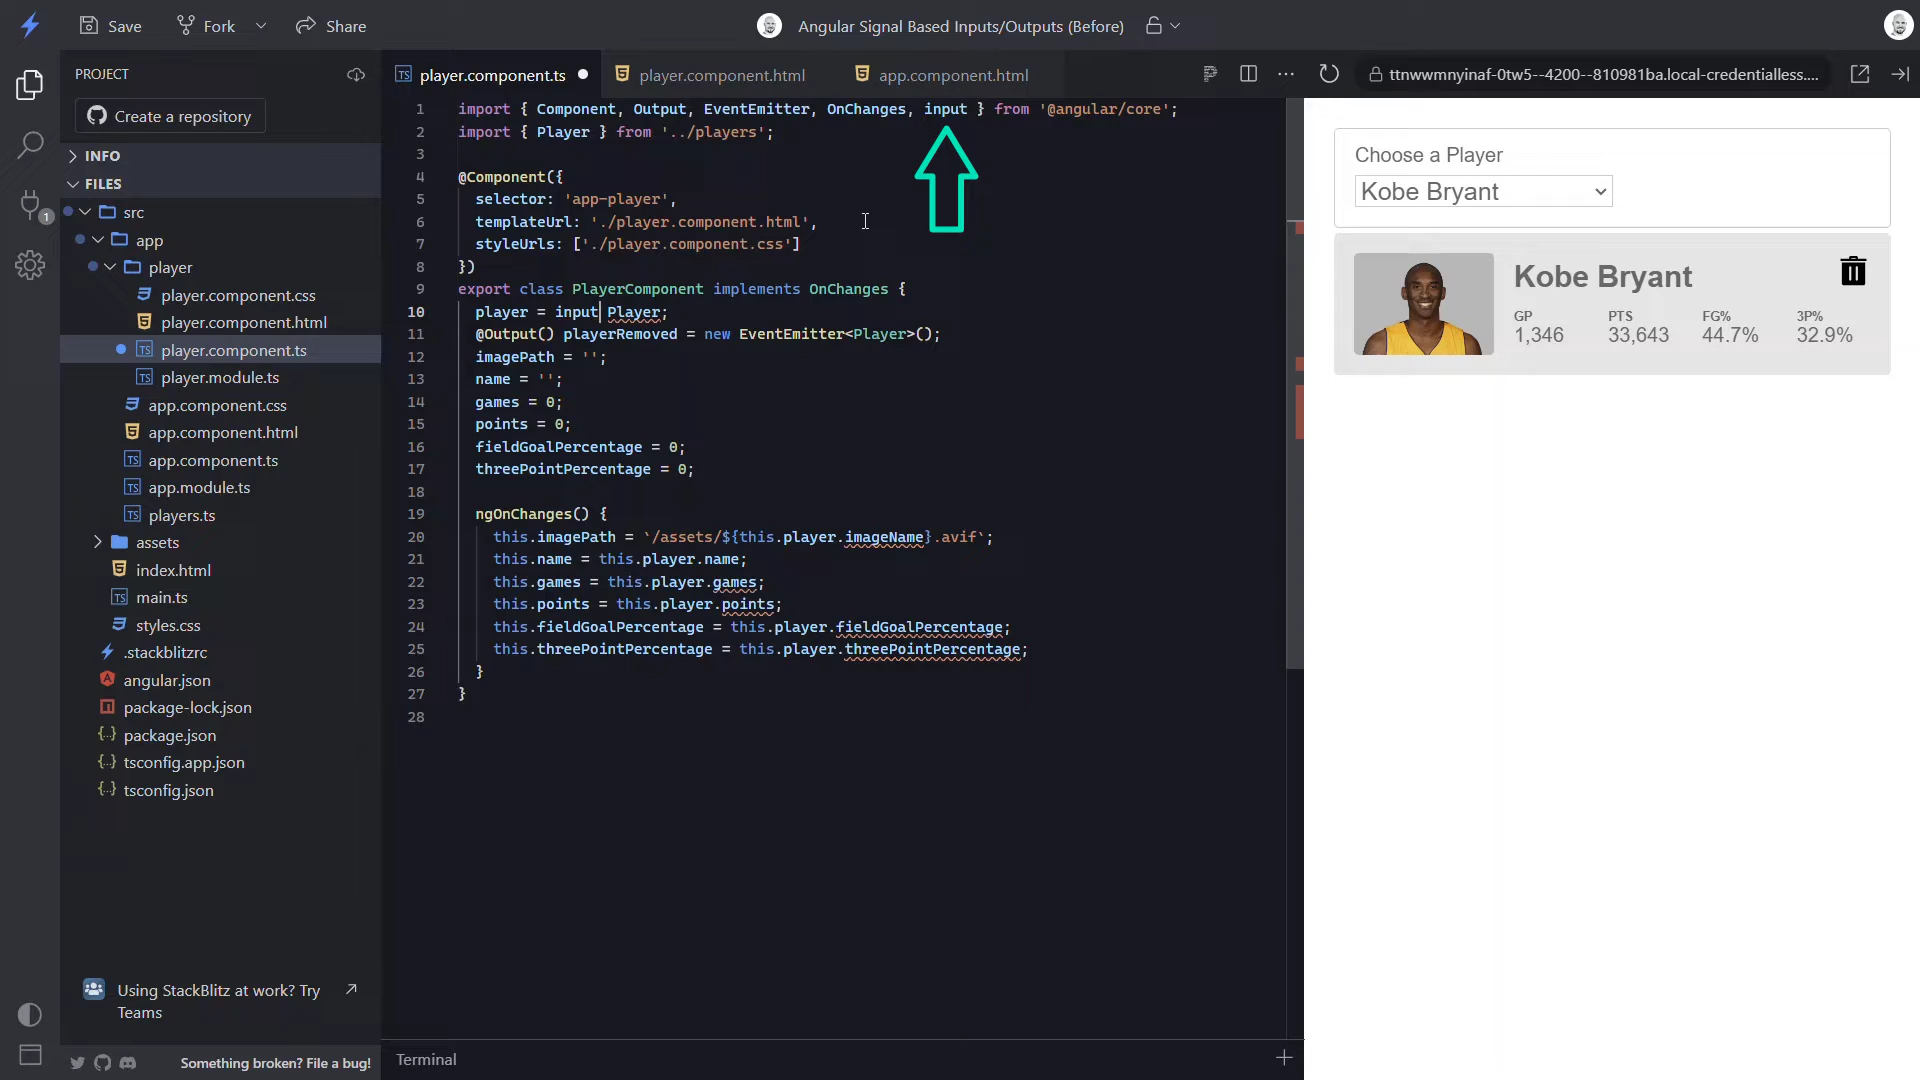 Save
Fork
Share
Angular Signal Based Inputs/Outputs (Before)
PROJECT
Create a repository
INFO
FILES
src
app
player
player.component.css
player.component.html
player.component.ts
player.module.ts
app.component.css
app.component.html
app.component.ts
app.module.ts
players.ts
assets
index.html
main.ts
styles.css
.stackblitzrc
angular.json
package-lock.json
package.json
tsconfig.app.json
tsconfig.json
1
Using StackBlitz at work? Try
Teams
Something broken? File a bug!
player.component.ts
player.component.html
app.component.html
1 import { Component, Output, EventEmitter, OnChanges, input } from '@angular/core';
2 import { Player } from '../players';
3
4 @Component({
5 selector: 'app-player',
6 templateUrl: './player.component.html',
7 styleUrls: ['./player.component.css']
8 })
9 export class PlayerComponent implements OnChanges {
10 player = input Player;
11 @Output() playerRemoved = new EventEmitter<Player>();
12 imagePath = '';
13 name = '';
14 games = 0;
15 points = 0;
16 fieldGoalPercentage = 0;
17 threePointPercentage = 0;
18
19 ngOnChanges() {
20 this.imagePath = `/assets/${this.player.imageName}.avif`;
21 this.name = this.player.name;
22 this.games = this.player.games;
23 this.points = this.player.points;
24 this.fieldGoalPercentage = this.player.fieldGoalPercentage;
25 this.threePointPercentage = this.player.threePointPercentage;
26 }
27 }
28
Terminal
ttnwwmnyinaf-0tw5--4200--810981ba.local-credentialless....
Choose a Player
Kobe Bryant
Kobe Bryant
GP PTS FG% 3P%
1,346 33,643 44.7% 32.9%